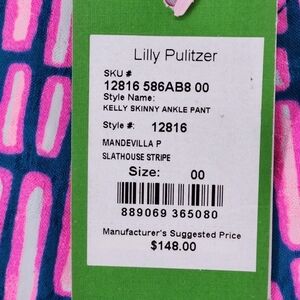 Lilly Pulitzer
SKU #
12816 586AB8 00
Style Name:
KELLY SKINNY ANKLE PANT
Style #: 12816
MANDEVILLA P
SLATHOUSE STRIPE
Size: 00
889069 365080
Manufacturer's Suggested Price
$148.00